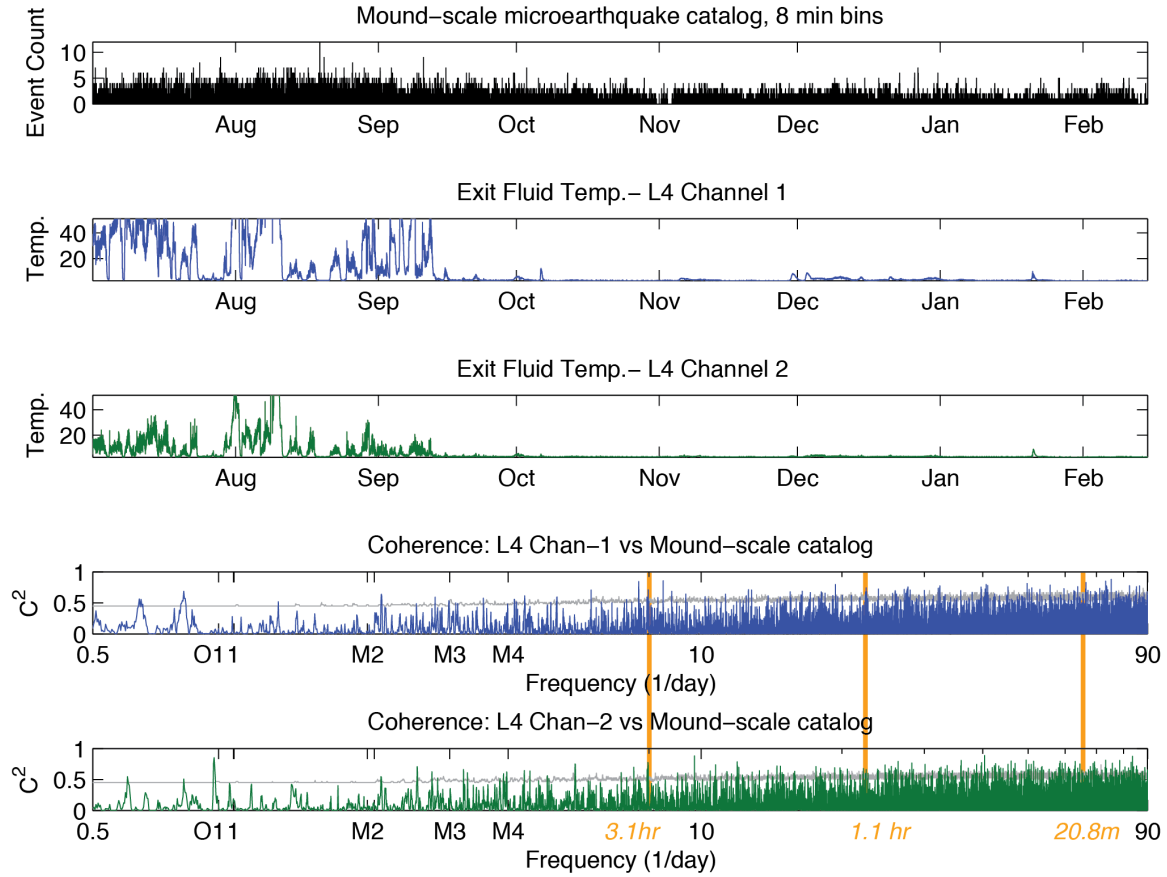 Mound−scale microearthquake catalog, 8 min bins
Event Count
10
5
0
Aug Sep Oct Nov Dec Jan Feb
Exit Fluid Temp.− L4 Channel 1
Temp.
40
20
Aug Sep Oct Nov Dec Jan Feb
Exit Fluid Temp.− L4 Channel 2
Temp.
40
20
Aug Sep Oct Nov Dec Jan Feb
Coherence: L4 Chan−1 vs Mound−scale catalog
C2
1
0.5
0
0.5 O11 M2 M3 M4 10 90
Frequency (1/day)
Coherence: L4 Chan−2 vs Mound−scale catalog
C2
1
0.5
0
0.5 O11 M2 M3 M4 3.1hr 10 1.1 hr 20.8m 90
Frequency (1/day)